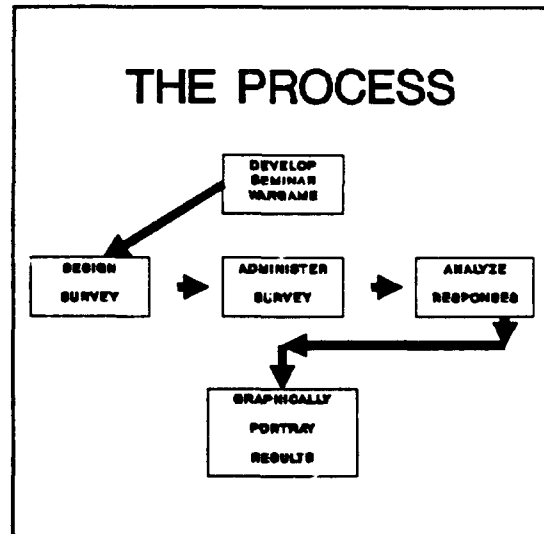 THE PROCESS
DEVELOP
SEMINAR
WARGAME
DESIGN
SURVEY
ADMINISTER
SURVEY
ANALYZE
RESPONSES
GRAPHICALLY
PORTRAY
RESULTS